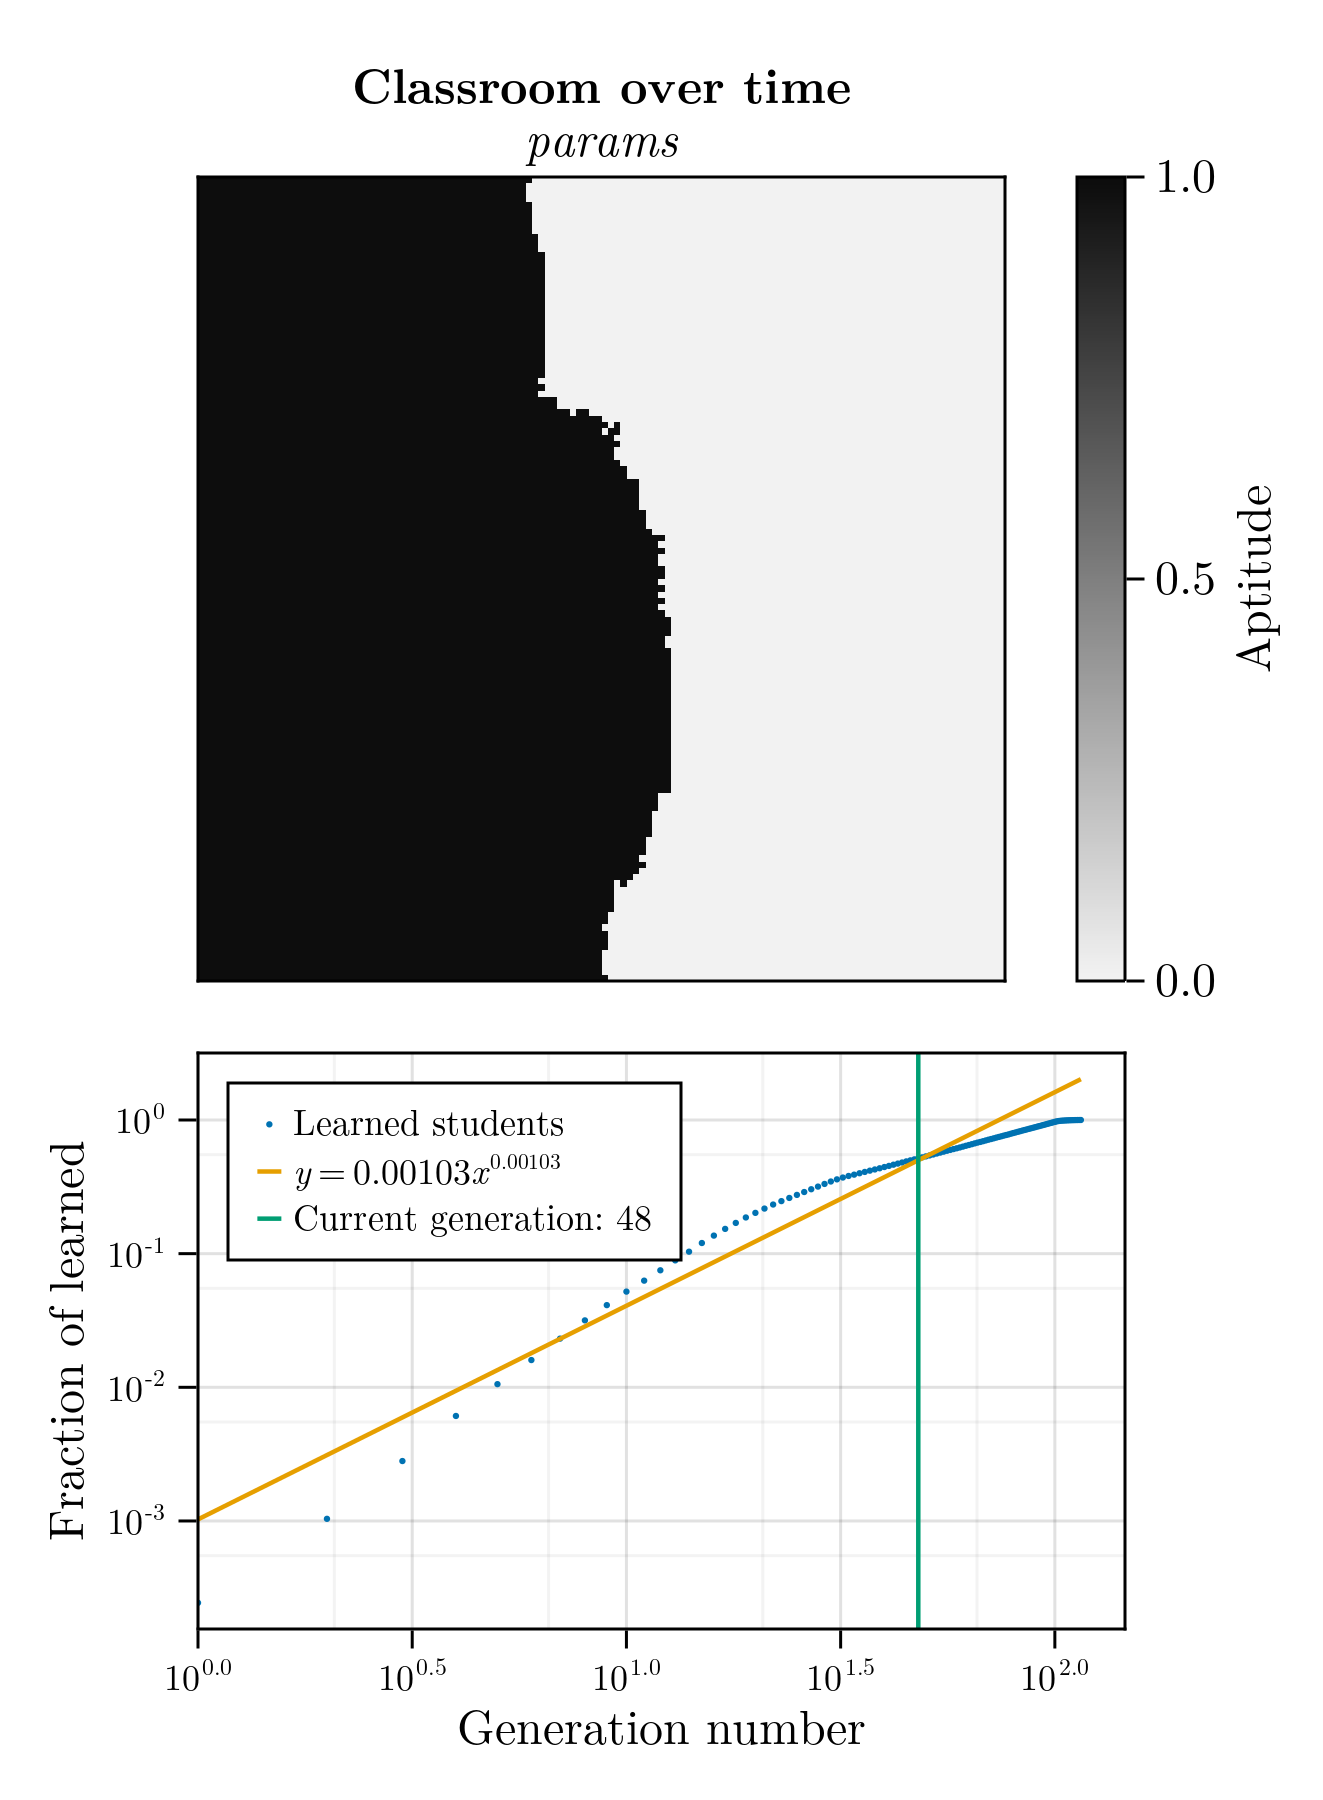 Classroom over time
params
1.0
0.5
0.0
Aptitude
Learned students
y = 0.00103x^0.00103
Current generation: 48
10^0
10^-1
10^-2
10^-3
Fraction of learned
10^0.0 10^0.5 10^1.0 10^1.5 10^2.0
Generation number